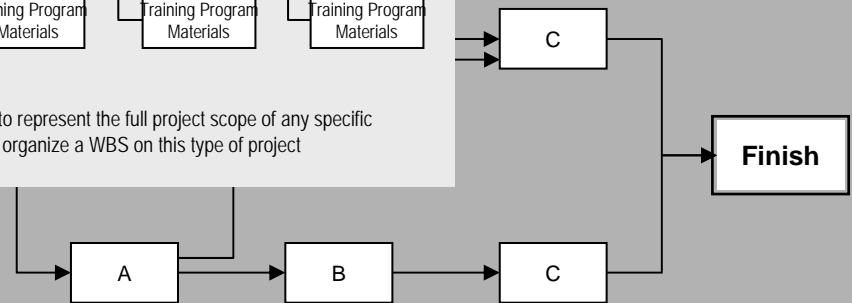 ning Program
Training Program
Training Program
Materials
Materials
Materials
C
to represent the full project scope of any specific
organize a WBS on this type of project
Finish
A
B
C